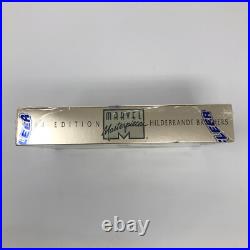 EDITION
MARVEL
Masterpieces
HILDEBRANDT BROTHERS
FLEER
FLEER